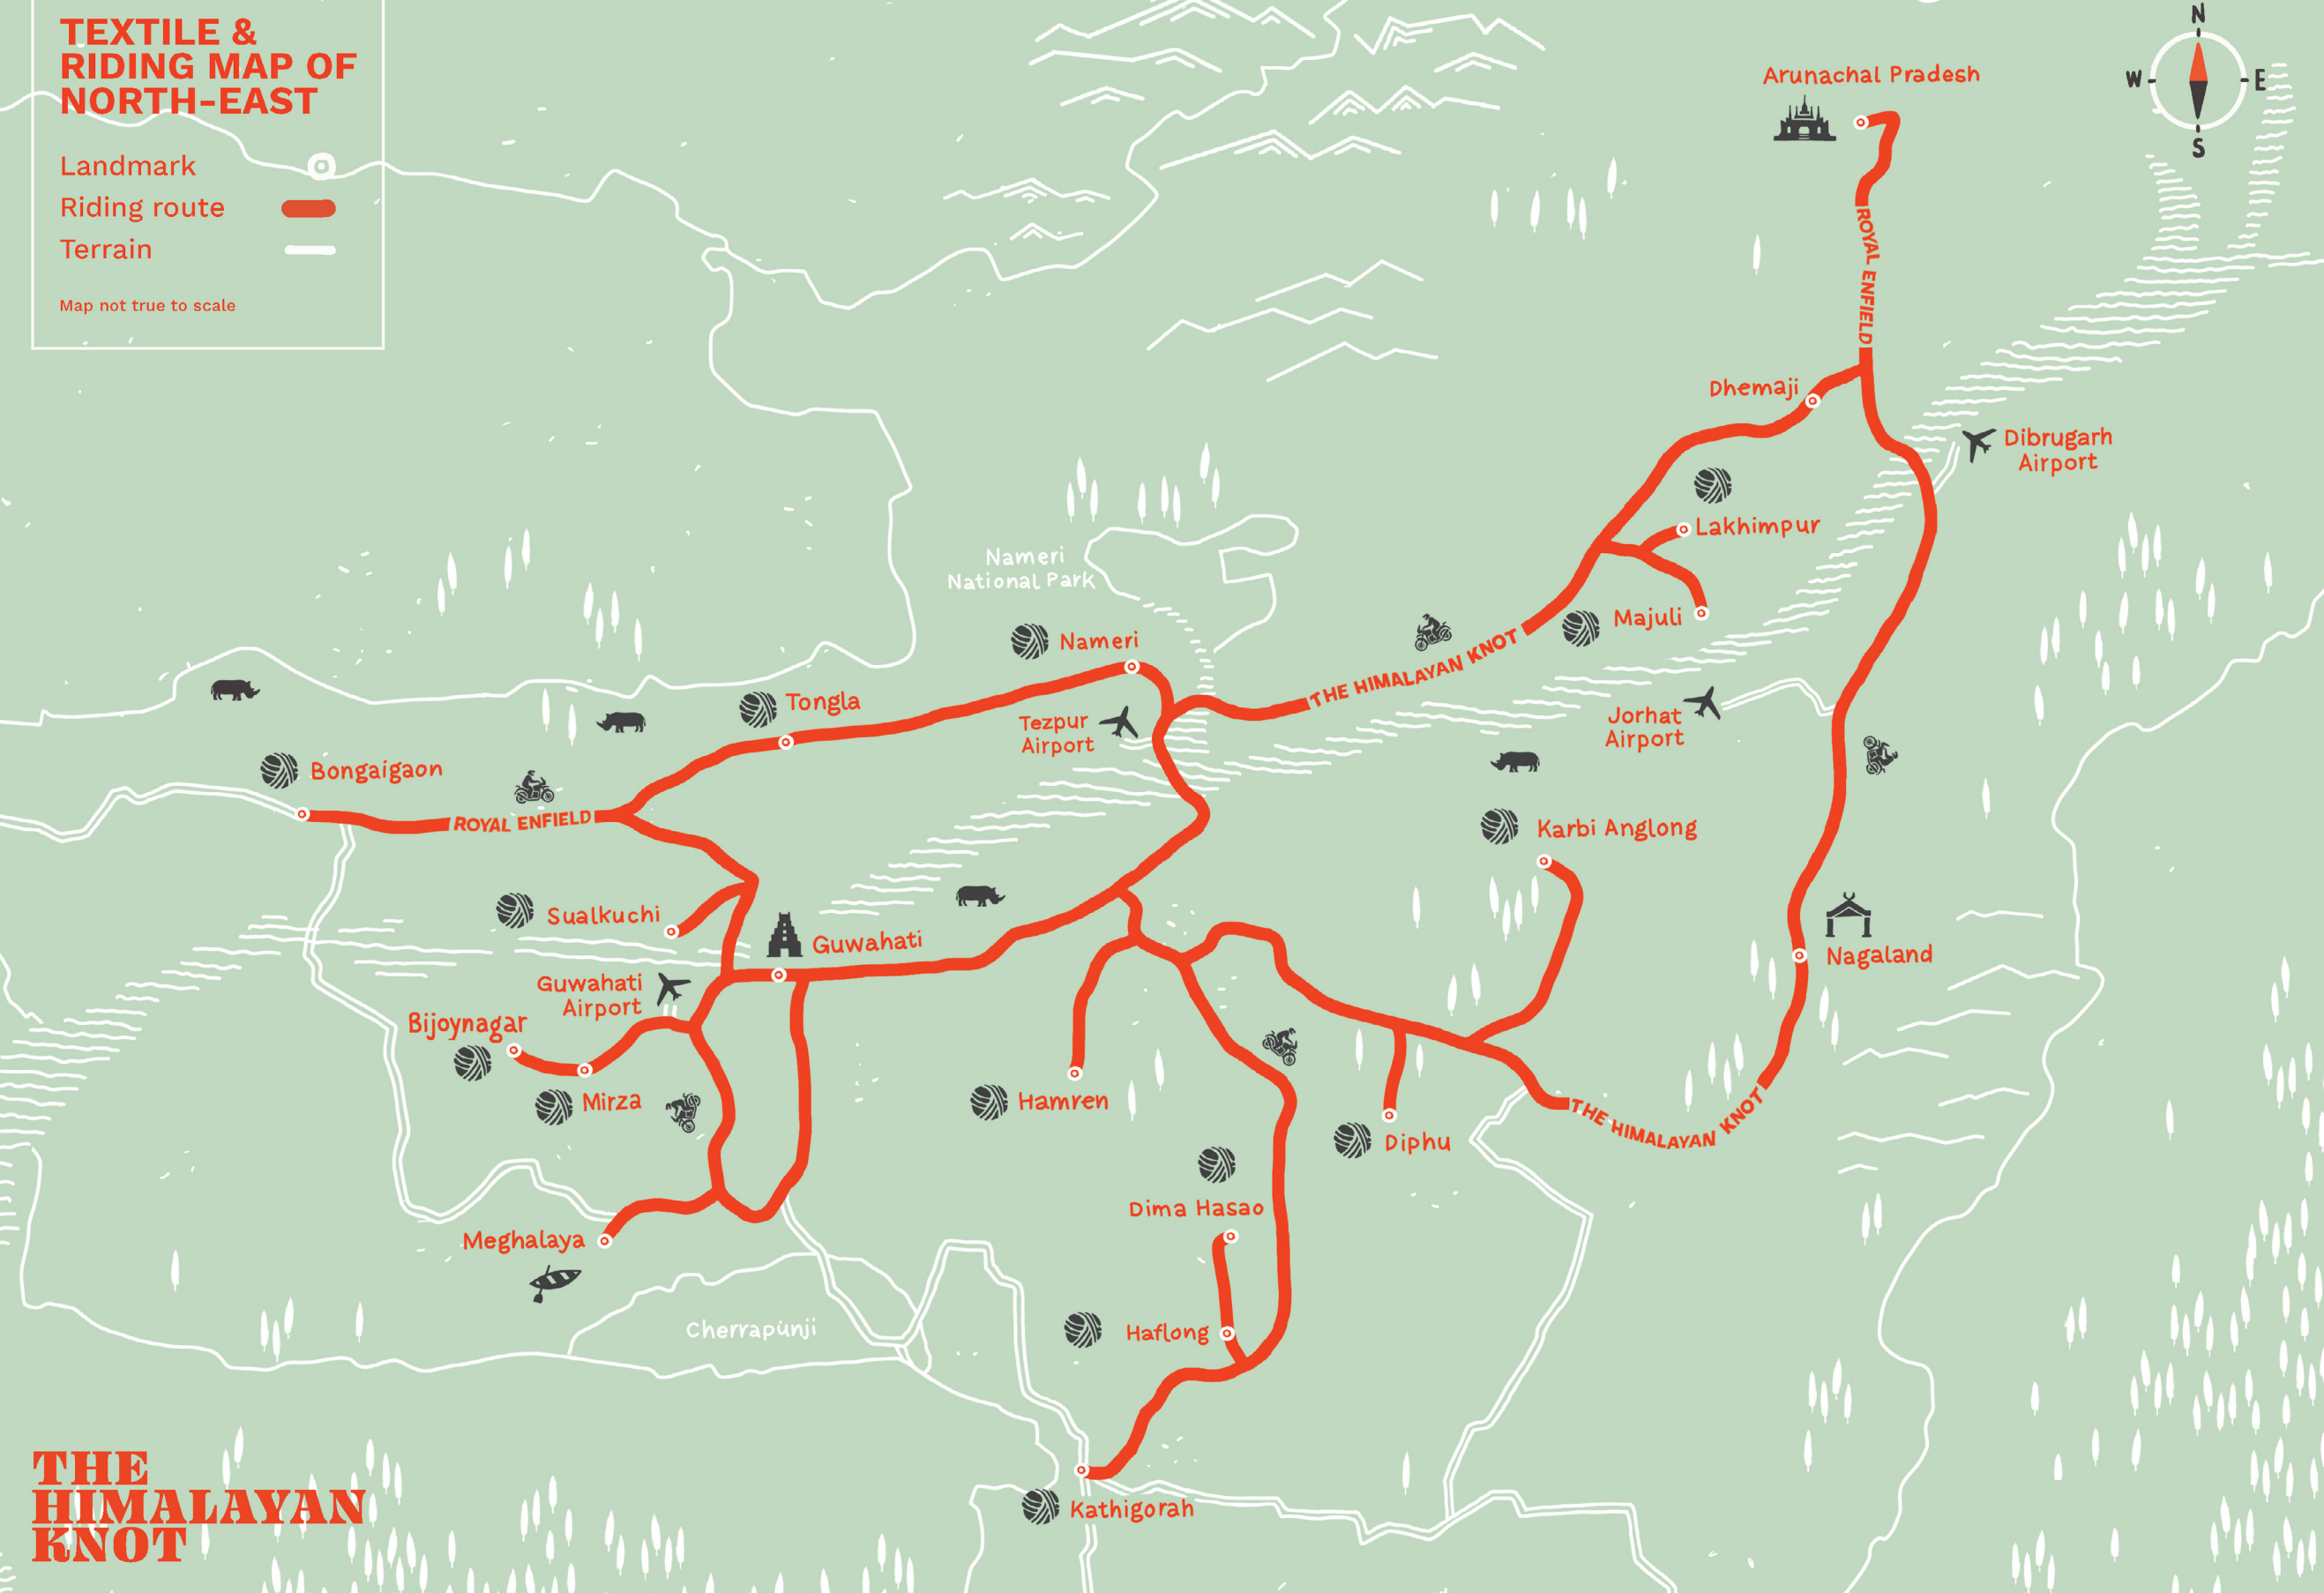 TEXTILE &
RIDING MAP OF
NORTH-EAST
Landmark
Riding route
Terrain
Map not true to scale
N
W
E
S
Arunachal Pradesh
ROYAL ENFIELD
Dhemaji
Dibrugarh
Airport
Lakhimpur
Majuli
Nameri
National Park
Nameri
THE HIMALAYAN KNOT
Tongla
Tezpur
Airport
Jorhat
Airport
Bongaigaon
ROYAL ENFIELD
Karbi Anglong
Sualkuchi
Guwahati
Nagaland
Guwahati
Airport
Bijoynagar
Mirza
Hamren
Diphu
THE HIMALAYAN KNOT
Dima Hasao
Meghalaya
Cherrapunji
Haflong
Kathigorah
THE
HIMALAYAN
KNOT